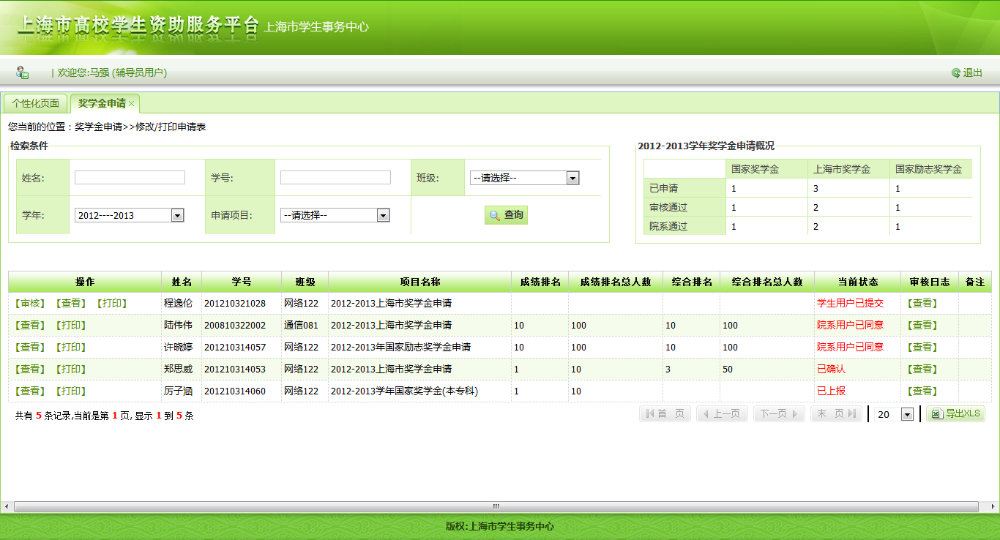 上海市高校学生资助服务平台 上海市学生事务中心
| 欢迎您:马强 (辅导员用户) 退出
个性化页面 奖学金申请
您当前的位置：奖学金申请>>修改/打印申请表
检索条件
姓名: 学号: 班级: --请选择--
学年: 2012----2013 申请项目: --请选择-- 查询
2012-2013学年奖学金申请概况
国家奖学金 上海市奖学金 国家励志奖学金
已申请 1 3 1
审核通过 1 2 1
院系通过 1 2 1
操作 姓名 学号 班级 项目名称 成绩排名 成绩排名总人数 综合排名 综合排名总人数 当前状态 审核日志 备注
【审核】 【查看】 【打印】 程逸伦 201210321028 网络122 2012-2013上海市奖学金申请 学生用户已提交 【查看】
【查看】 【打印】 陆伟伟 200810322002 通信081 2012-2013上海市奖学金申请 10 100 10 100 院系用户已同意 【查看】
【查看】 【打印】 许晓婷 201210314057 网络122 2012-2013年国家励志奖学金申请 10 100 10 100 院系用户已同意 【查看】
【查看】 【打印】 郑思威 201210314053 网络122 2012-2013上海市奖学金申请 1 10 3 50 已确认 【查看】
【查看】 【打印】 厉子涵 201210314060 网络122 2012-2013学年国家奖学金(本专科) 1 10 已上报 【查看】
共有 5 条记录,当前是第 1 页, 显示 1 到 5 条 首 页 上一页 下一页 末 页 20 导出XLS
版权:上海市学生事务中心